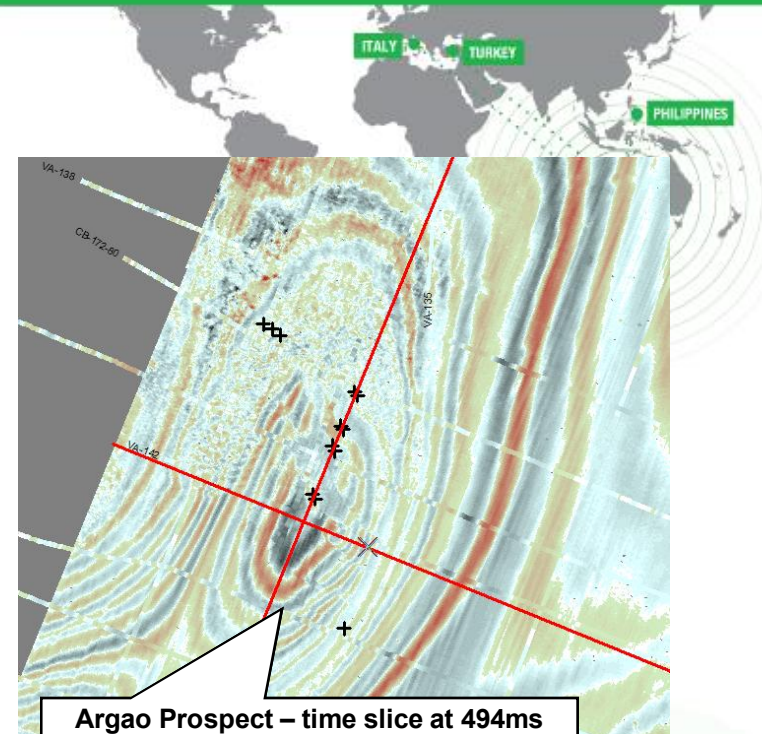 ITALY
TURKEY
PHILIPPINES
VA-138
CB-172-80
VA-135
VA-142
Argao Prospect – time slice at 494ms